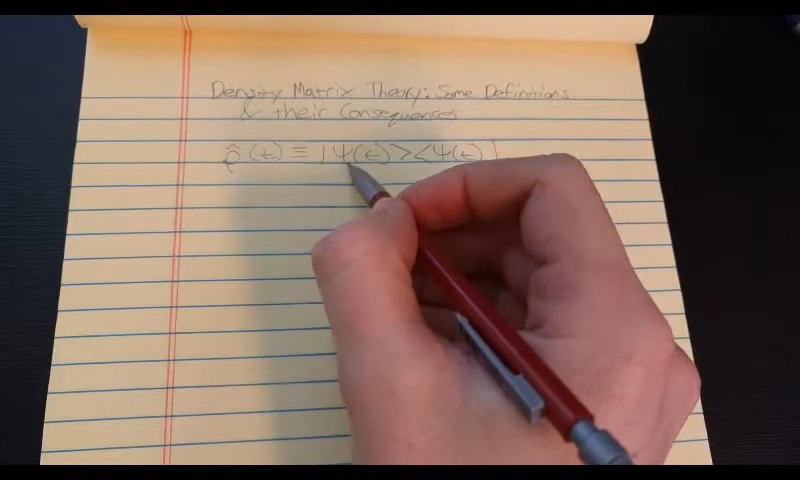 Density Matrix Theory: Some Definitions
& their Consequences
ρ̂(t) ≡ |Ψ(t)><Ψ(t)|